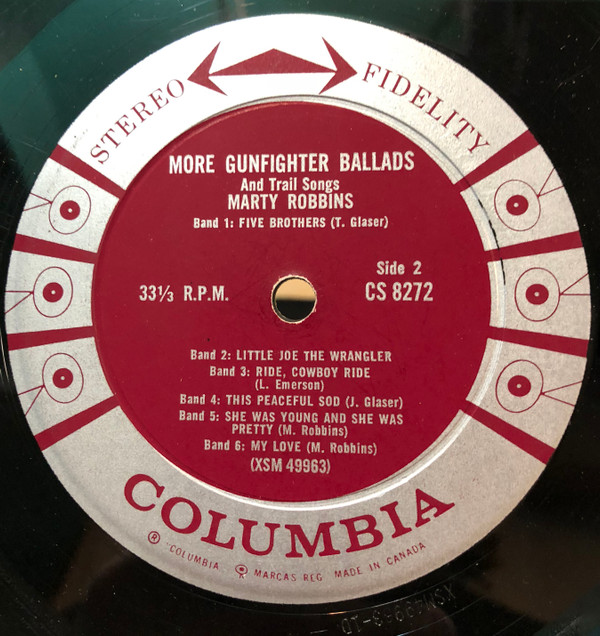 STEREO FIDELITY
MORE GUNFIGHTER BALLADS
And Trail Songs
MARTY ROBBINS
Band 1: FIVE BROTHERS (T. Glaser)
Side 2
33⅓ R.P.M.
CS 8272
Band 2: LITTLE JOE THE WRANGLER
Band 3: RIDE, COWBOY RIDE
(L. Emerson)
Band 4: THIS PEACEFUL SOD (J. Glaser)
Band 5: SHE WAS YOUNG AND SHE WAS
PRETTY (M. Robbins)
Band 6: MY LOVE (M. Robbins)
(XSM 49963)
COLUMBIA
® "COLUMBIA MARCAS REG. MADE IN CANADA